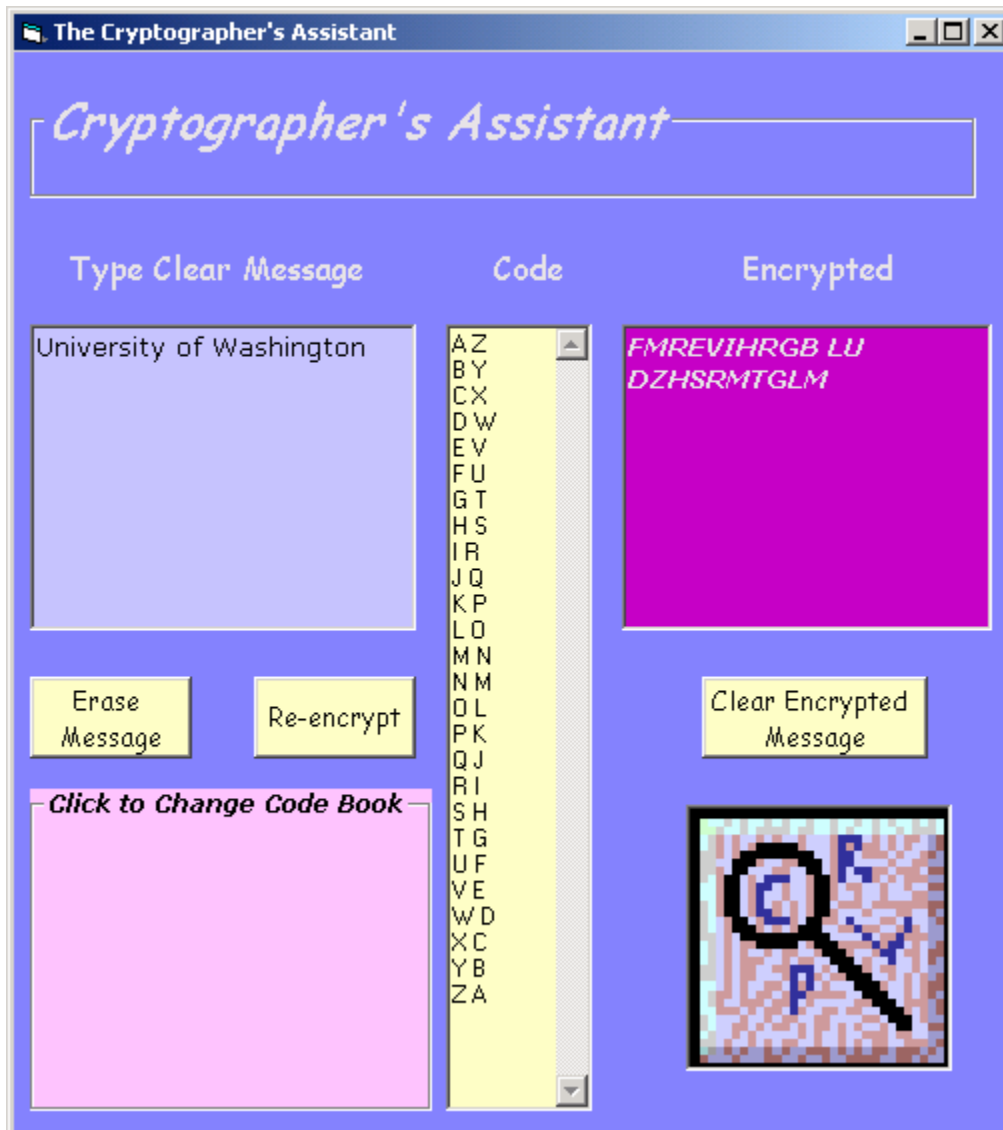 The Cryptographer's Assistant
Cryptographer's Assistant
Type Clear Message
Code
Encrypted
University of Washington
A Z
B Y
C X
D W
E V
F U
G T
H S
I R
J Q
K P
L O
M N
N M
O L
P K
Q J
R I
S H
T G
U F
V E
W D
X C
Y B
Z A
FMREVIHRGB LU
DZHSRMTGLM
Erase
Message
Re-encrypt
Clear Encrypted
Message
Click to Change Code Book
C R Y P